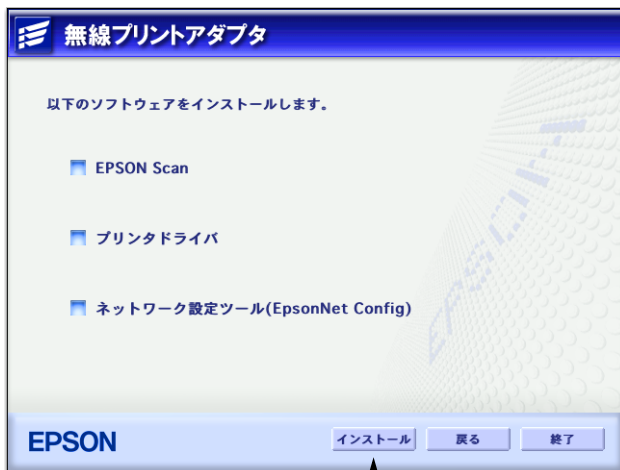 無線プリントアダプタ
以下のソフトウェアをインストールします。
EPSON Scan
プリンタドライバ
ネットワーク設定ツール(EpsonNet Config)
EPSON
EPSON
インストール 戻る 終了